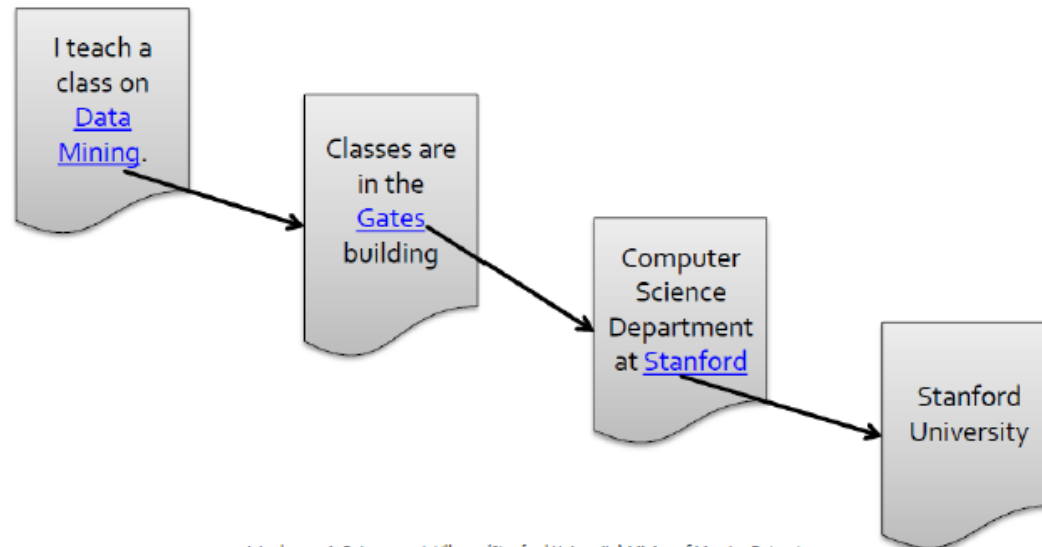 I teach a
class on
Data
Mining.
Classes are
in the
Gates
building
Computer
Science
Department
at Stanford
Stanford
University